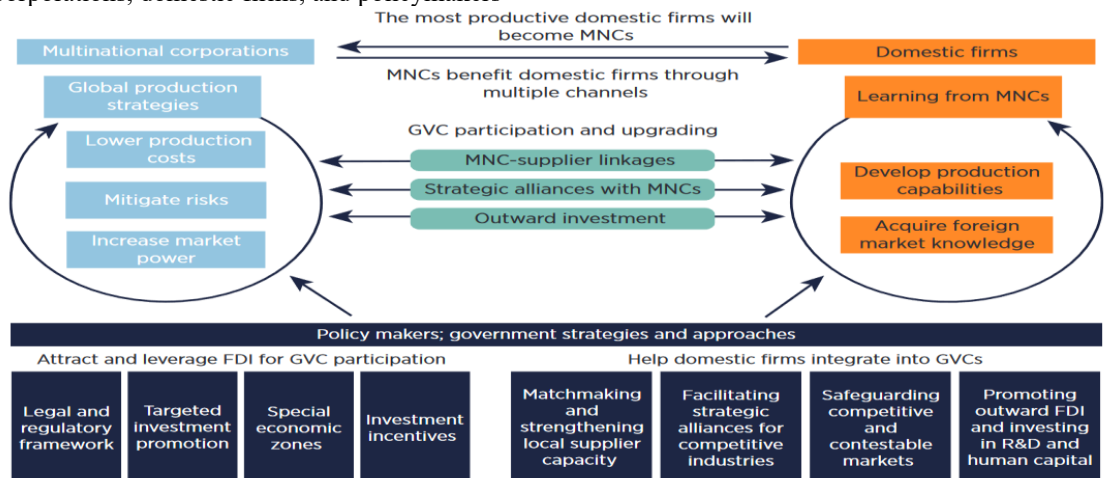 corporations, domestic firms, and policymakers
The most productive domestic firms will
become MNCs
Multinational corporations
Domestic firms
MNCs benefit domestic firms through
multiple channels
Global production
strategies
Learning from MNCs
GVC participation and upgrading
Lower production
costs
MNC-supplier linkages
Develop production
capabilities
Mitigate risks
Strategic alliances with MNCs
Outward investment
Acquire foreign
market knowledge
Increase market
power
Policy makers; government strategies and approaches
Attract and leverage FDI for GVC participation
Help domestic firms integrate into GVCs
Legal and
regulatory
framework
Targeted
investment
promotion
Special
economic
zones
Investment
incentives
Matchmaking
and
strengthening
local supplier
capacity
Facilitating
strategic
alliances for
competitive
industries
Safeguarding
competitive
and
contestable
markets
Promoting
outward FDI
and investing
in R&D and
human capital